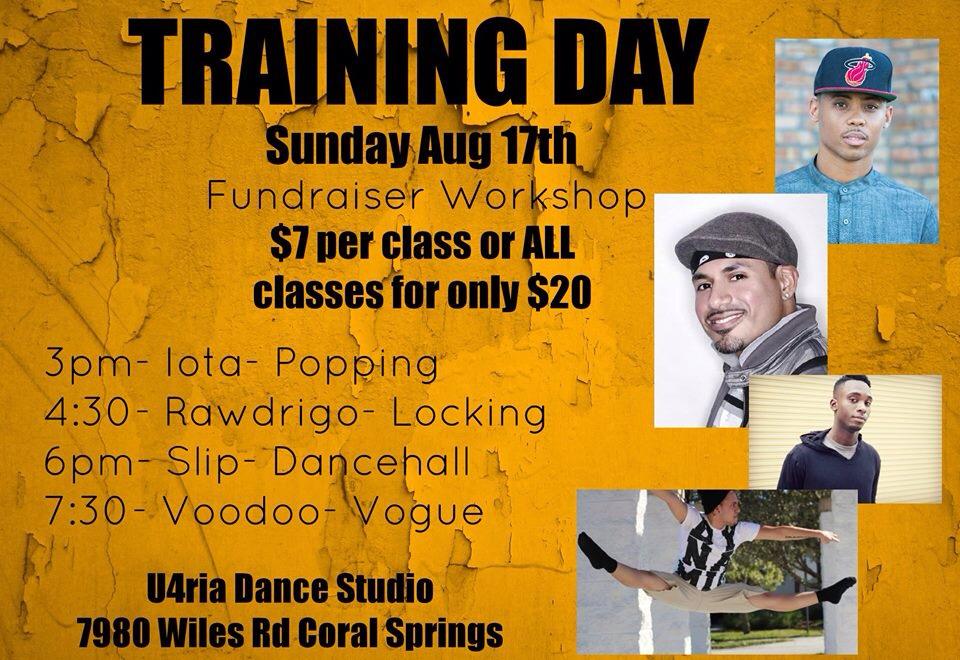 TRAINING DAY
Sunday Aug 17th
Fundraiser Workshop
$7 per class or ALL
classes for only $20
3pm- Iota- Popping
4:30- Rawdrigo- Locking
6pm- Slip- Dancehall
7:30- Voodoo- Vogue
U4ria Dance Studio
7980 Wiles Rd Coral Springs